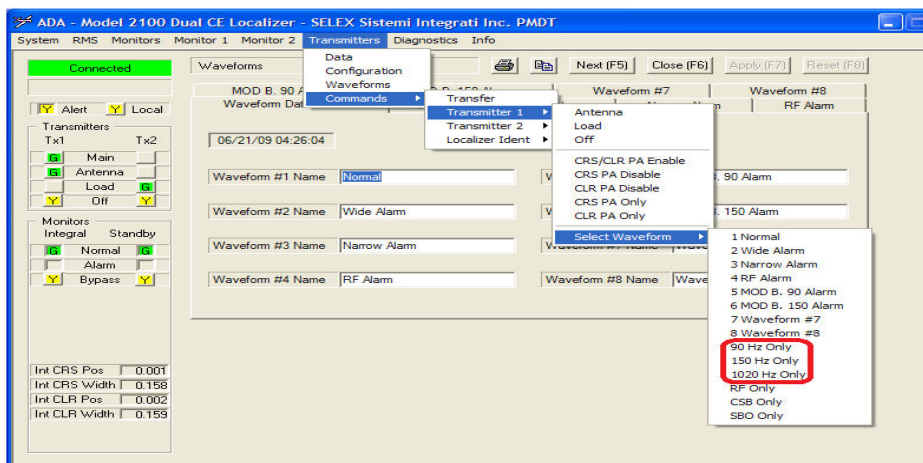 ADA - Model 2100 Dual CE Localizer - SELEX Sistemi Integrati Inc. PMDT
System RMS Monitors Monitor 1 Monitor 2 Transmitters Diagnostics Info
Connected
Y Alert Y Local
Transmitters
Tx1 Tx2
G Main
G Antenna
Load G
Y Off Y
Monitors
Integral Standby
G Normal G
Alarm
Y Bypass Y
Int CRS Pos 0.001
Int CRS Width 0.158
Int CLR Pos 0.002
Int CLR Width 0.159
Waveforms
Next (F5) Close (F6) Apply (F7) Reset (F8)
MOD B. 90 Waveform #7 Waveform #8
Waveform Dat RF Alarm
06/21/09 04:26:04
Waveform #1 Name Normal
Waveform #2 Name Wide Alarm
Waveform #3 Name Narrow Alarm
Waveform #4 Name RF Alarm
. 90 Alarm
. 150 Alarm
Waveform #8 Name Wave
Data
Configuration
Waveforms
Commands
Transfer
Transmitter 1
Transmitter 2
Localizer Ident
Antenna
Load
Off
CRS/CLR PA Enable
CRS PA Disable
CLR PA Disable
CRS PA Only
CLR PA Only
Select Waveform
1 Normal
2 Wide Alarm
3 Narrow Alarm
4 RF Alarm
5 MOD B. 90 Alarm
6 MOD B. 150 Alarm
7 Waveform #7
8 Waveform #8
90 Hz Only
150 Hz Only
1020 Hz Only
RF Only
CSB Only
SBO Only